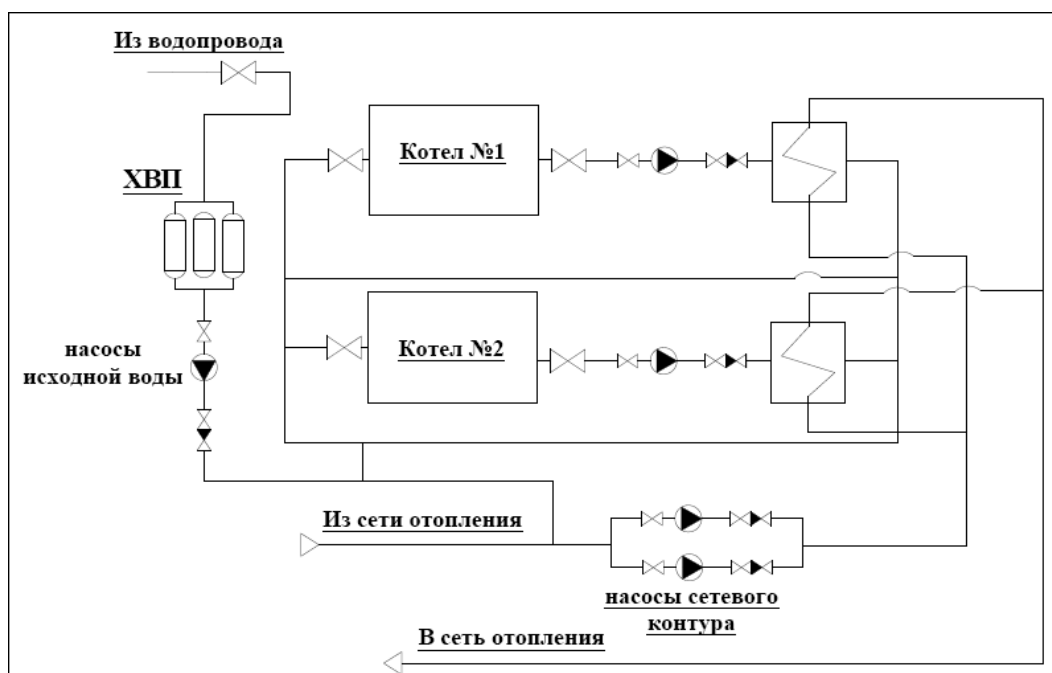 Из водопровода
Котел №1
ХВП
Котел №2
насосы
исходной воды
Из сети отопления
насосы сетевого
контура
В сеть отопления